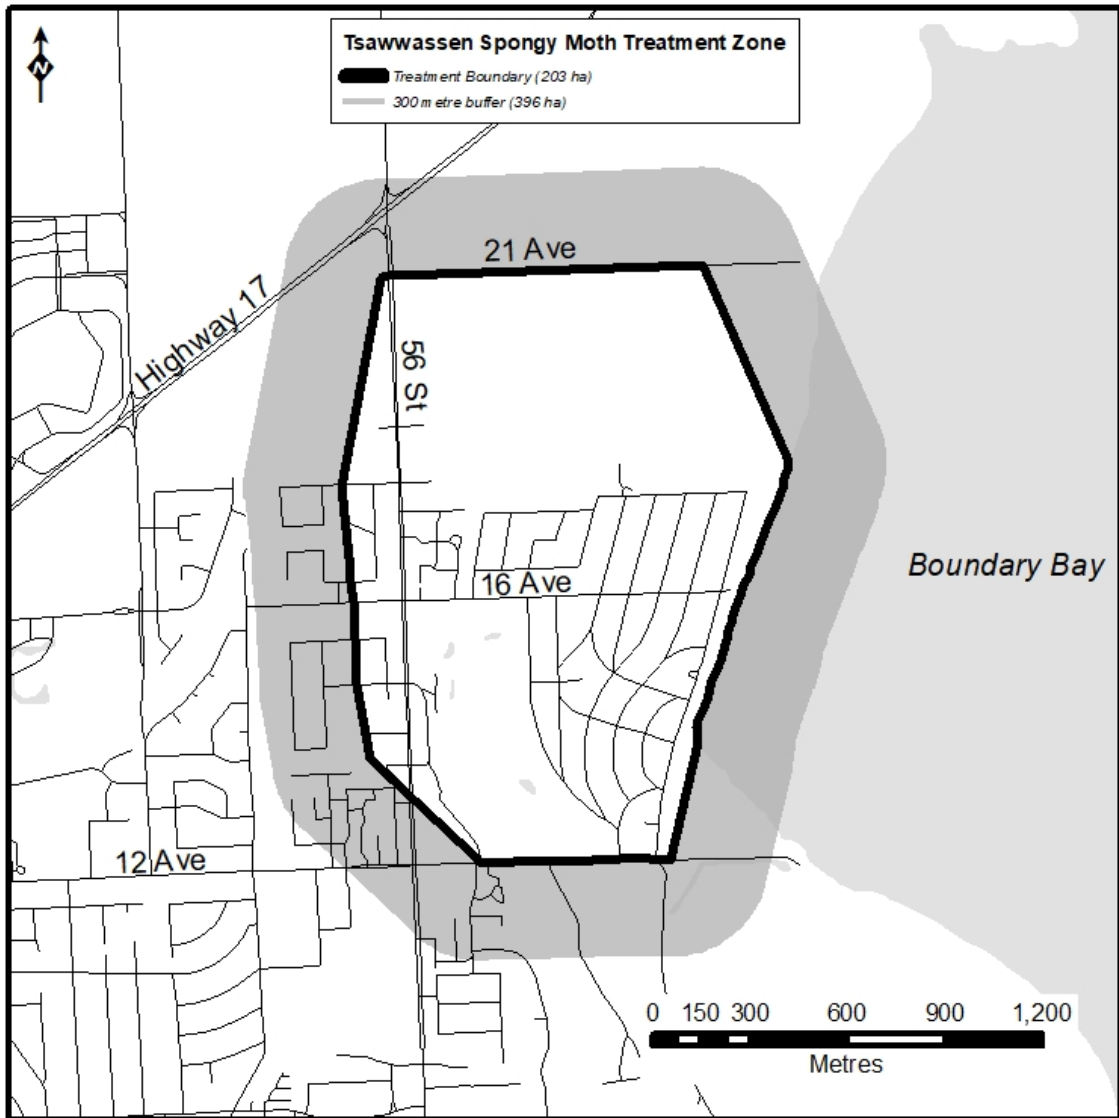 N
Tsawwassen Spongy Moth Treatment Zone
Treatment Boundary (203 ha)
300 metre buffer (396 ha)
21 Ave
Highway 17
56 St
Boundary Bay
16 Ave
12 Ave
0 150 300 600 900 1,200
Metres